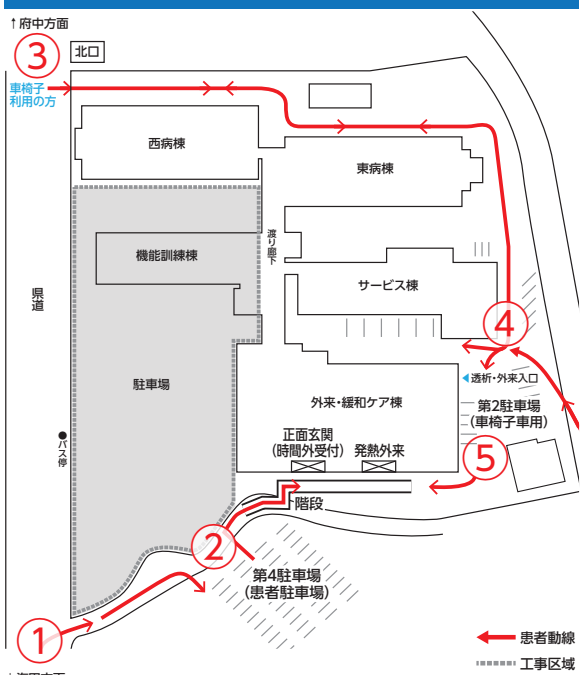 ↑府中方面
③
北口
車椅子
利用の方
西病棟
東病棟
渡り廊下
機能訓練棟
サービス棟
県道
④
駐車場
◀透析・外来入口
外来・緩和ケア棟
第2駐車場
(車椅子車用)
●バス停
正面玄関
(時間外受付)
発熱外来
⑤
階段
②
第4駐車場
(患者駐車場)
①
患者動線
工事区域